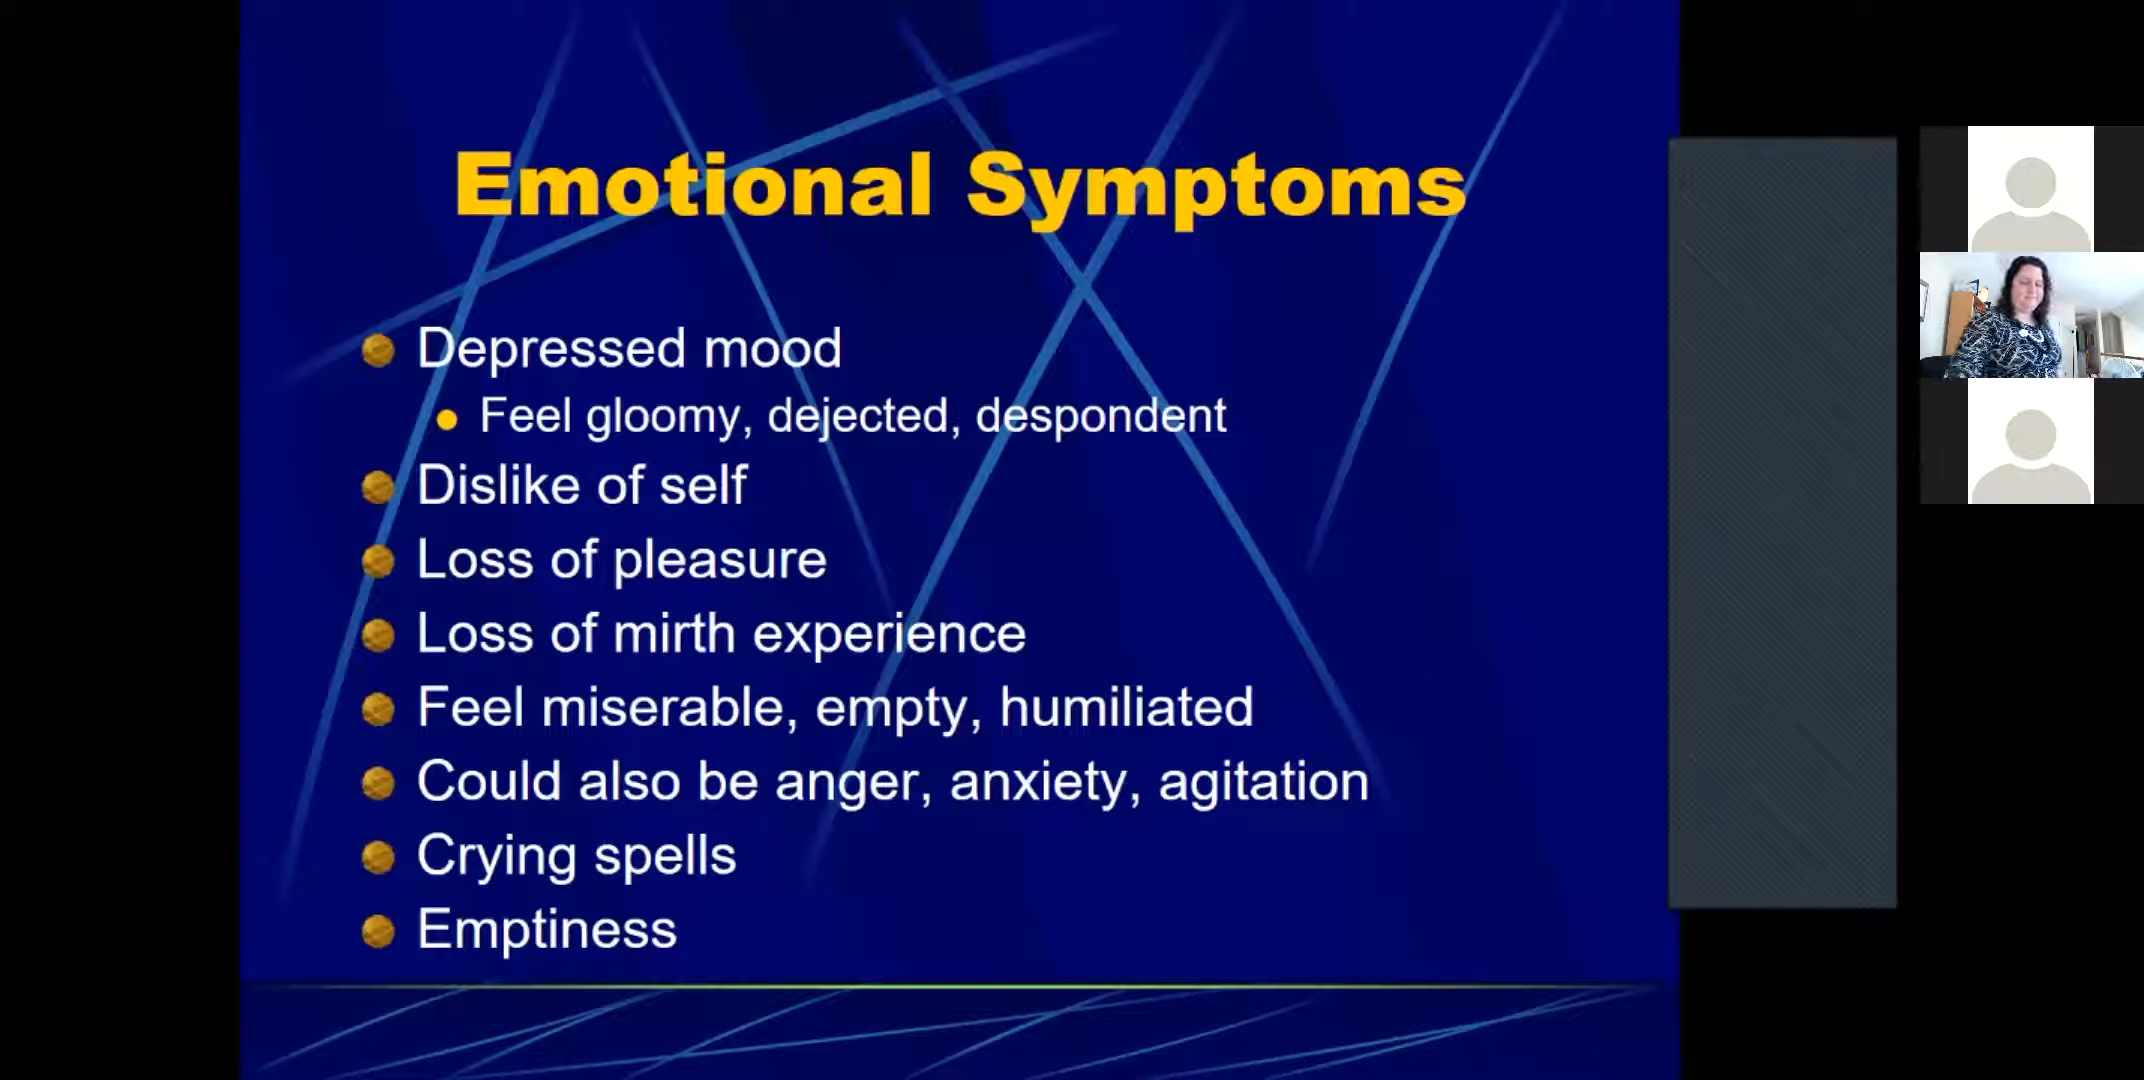 Emotional Symptoms
Depressed mood
Feel gloomy, dejected, despondent
Dislike of self
Loss of pleasure
Loss of mirth experience
Feel miserable, empty, humiliated
Could also be anger, anxiety, agitation
Crying spells
Emptiness